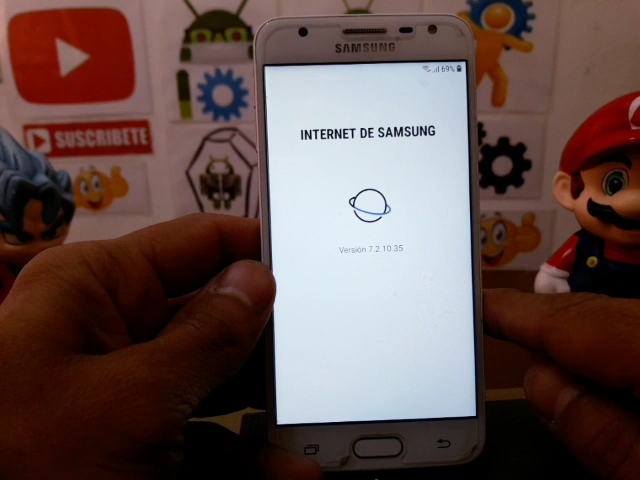 SAMSUNG
69%
INTERNET DE SAMSUNG
SUSCRIBETE
Versión 7.2.10.35